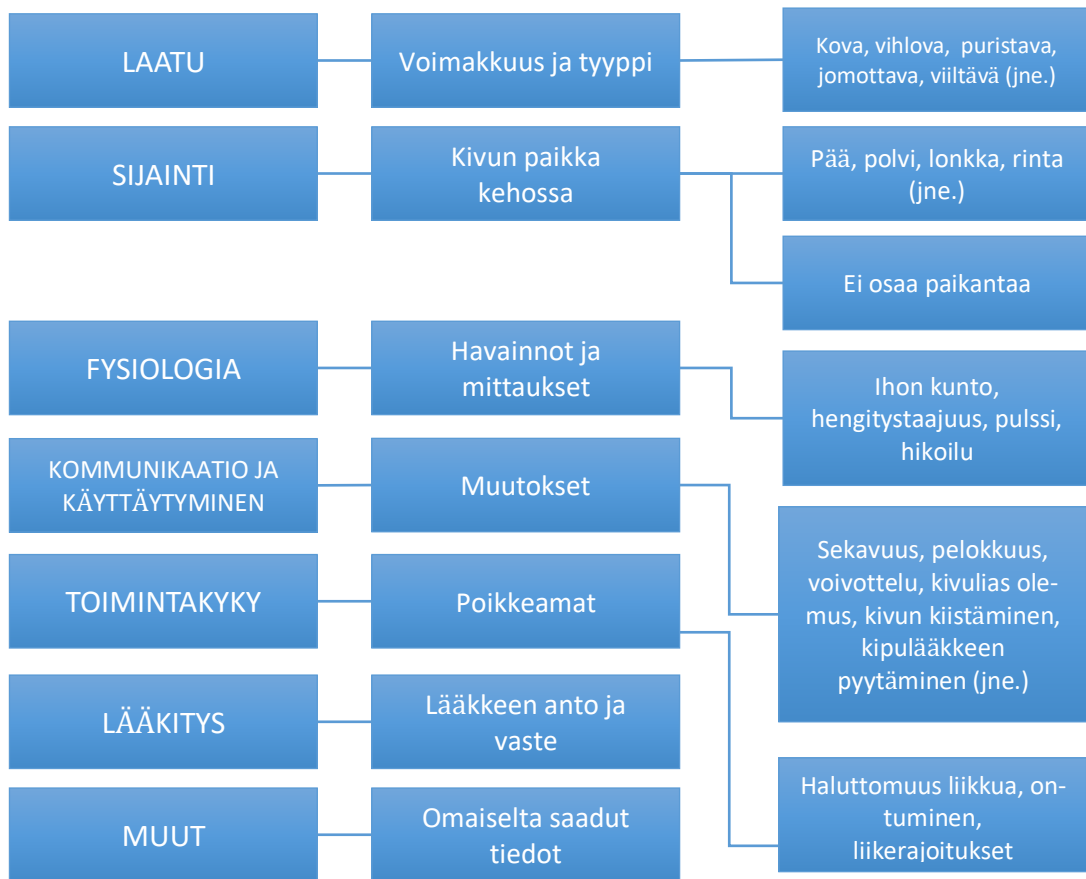 LAATU
Voimakkuus ja tyyppi
Kova, vihlova, puristava,
jomottava, viiltävä (jne.)
SIJAINTI
Kivun paikka
kehossa
Pää, polvi, lonkka, rinta
(jne.)
Ei osaa paikantaa
FYSIOLOGIA
Havainnot ja
mittaukset
Ihon kunto,
hengitystaajuus, pulssi,
hikoilu
KOMMUNIKAATIO JA
KÄYTTÄYTYMINEN
Muutokset
Sekavuus, pelokkuus,
voivottelu, kivulias ole-
mus, kivun kiistäminen,
kipulääkkeen
pyytäminen (jne.)
TOIMINTAKYKY
Poikkeamat
Haluttomuus liikkua, on-
tuminen,
liikerajoitukset
LÄÄKITYS
Lääkkeen anto ja
vaste
MUUT
Omaiselta saadut
tiedot